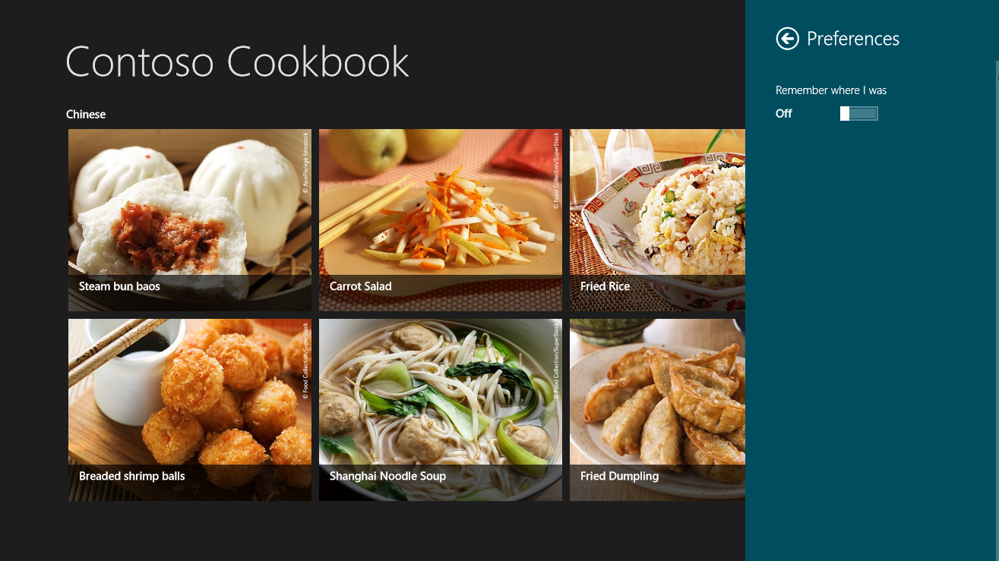 Contoso Cookbook
Chinese
© AsiaPix/age fotostock
Steam bun baos
© Food Collection/SuperStock
Carrot Salad
Fried Rice
© Food Collection/SuperStock
Breaded shrimp balls
© Food Collection/SuperStock
Shanghai Noodle Soup
Fried Dumpling
Preferences
Remember where I was
Off